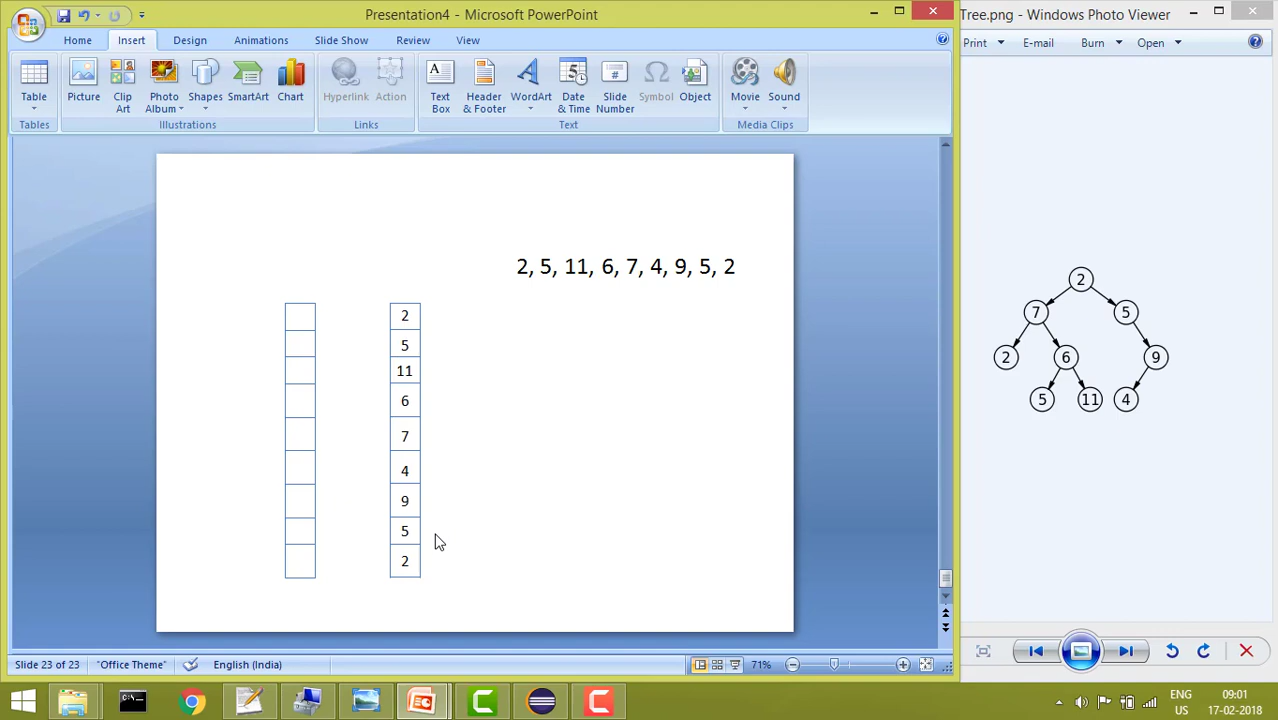 Presentation4 - Microsoft PowerPoint
Tree.png - Windows Photo Viewer
Home Insert Design Animations Slide Show Review View
Print E-mail Burn Open
Table
Picture
Clip Art
Photo Album
Shapes
SmartArt
Chart
Hyperlink
Action
Text Box
Header & Footer
WordArt
Date & Time
Slide Number
Symbol
Object
Movie
Sound
Tables Illustrations Links Text Media Clips
2, 5, 11, 6, 7, 4, 9, 5, 2
2
5
11
6
7
4
9
5
2
2
7 5
2 6 9
5 11 4
Slide 23 of 23 "Office Theme" English (India) 71%
ENG 09:01
US 17-02-2018